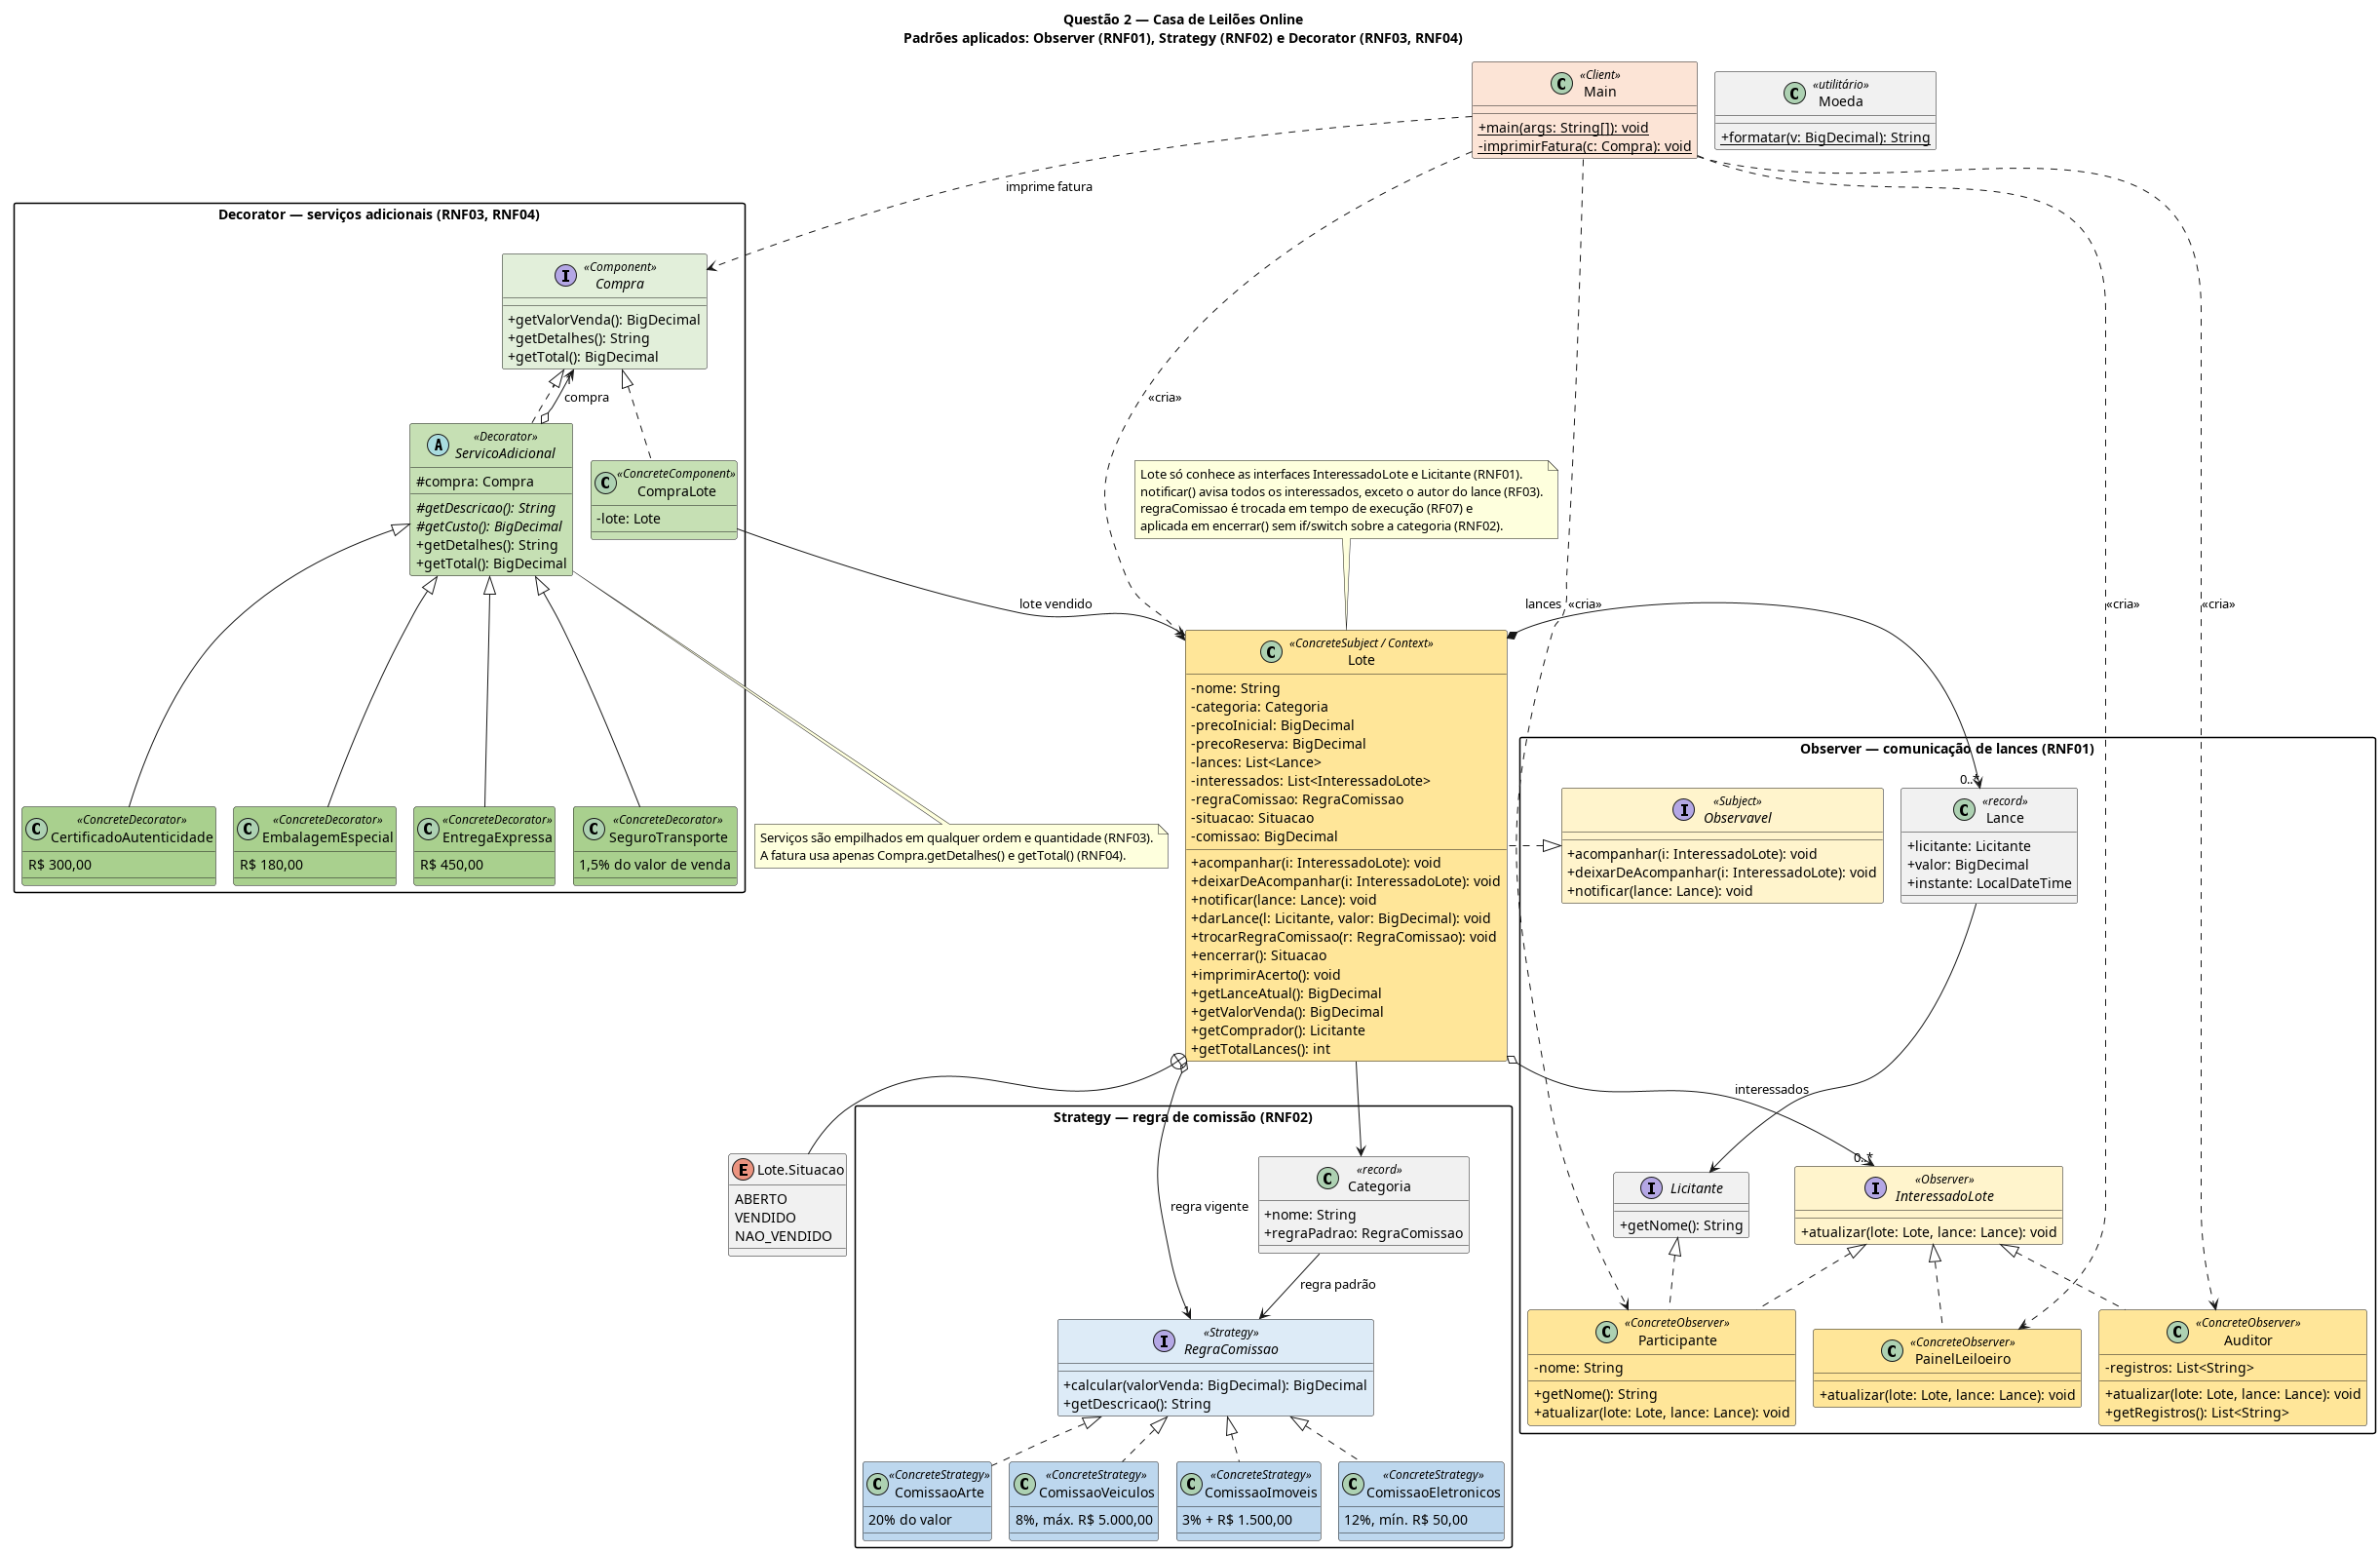 Questão 2 — Casa de Leilões Online
Padrões aplicados: Observer (RNF01), Strategy (RNF02) e Decorator (RNF03, RNF04)
«Client»
Main
+main(args: String[]): void
-imprimirFatura(c: Compra): void
«utilitário»
Moeda
+formatar(v: BigDecimal): String
imprime fatura
Decorator — serviços adicionais (RNF03, RNF04)
«Component»
Compra
+getValorVenda(): BigDecimal
+getDetalhes(): String
+getTotal(): BigDecimal
compra
«cria»
«Decorator»
ServicoAdicional
#compra: Compra
#getDescricao(): String
#getCusto(): BigDecimal
+getDetalhes(): String
+getTotal(): BigDecimal
«ConcreteComponent»
CompraLote
-lote: Lote
Lote só conhece as interfaces InteressadoLote e Licitante (RNF01).
notificar() avisa todos os interessados, exceto o autor do lance (RF03).
regraComissao é trocada em tempo de execução (RF07) e
aplicada em encerrar() sem if/switch sobre a categoria (RNF02).
lote vendido
lances
«cria»
«cria»
«cria»
«ConcreteDecorator»
CertificadoAutenticidade
R$ 300,00
«ConcreteDecorator»
EmbalagemEspecial
R$ 180,00
«ConcreteDecorator»
EntregaExpressa
R$ 450,00
«ConcreteDecorator»
SeguroTransporte
1,5% do valor de venda
Serviços são empilhados em qualquer ordem e quantidade (RNF03).
A fatura usa apenas Compra.getDetalhes() e getTotal() (RNF04).
«ConcreteSubject / Context»
Lote
-nome: String
-categoria: Categoria
-precoInicial: BigDecimal
-precoReserva: BigDecimal
-lances: List<Lance>
-interessados: List<InteressadoLote>
-regraComissao: RegraComissao
-situacao: Situacao
-comissao: BigDecimal
+acompanhar(i: InteressadoLote): void
+deixarDeAcompanhar(i: InteressadoLote): void
+notificar(lance: Lance): void
+darLance(l: Licitante, valor: BigDecimal): void
+trocarRegraComissao(r: RegraComissao): void
+encerrar(): Situacao
+imprimirAcerto(): void
+getLanceAtual(): BigDecimal
+getValorVenda(): BigDecimal
+getComprador(): Licitante
+getTotalLances(): int
Observer — comunicação de lances (RNF01)
0..*
«Subject»
Observavel
+acompanhar(i: InteressadoLote): void
+deixarDeAcompanhar(i: InteressadoLote): void
+notificar(lance: Lance): void
«record»
Lance
+licitante: Licitante
+valor: BigDecimal
+instante: LocalDateTime
interessados
0..*
Licitante
+getNome(): String
«Observer»
InteressadoLote
+atualizar(lote: Lote, lance: Lance): void
«ConcreteObserver»
Participante
-nome: String
+getNome(): String
+atualizar(lote: Lote, lance: Lance): void
«ConcreteObserver»
PainelLeiloeiro
+atualizar(lote: Lote, lance: Lance): void
«ConcreteObserver»
Auditor
-registros: List<String>
+atualizar(lote: Lote, lance: Lance): void
+getRegistros(): List<String>
Lote.Situacao
ABERTO
VENDIDO
NAO_VENDIDO
Strategy — regra de comissão (RNF02)
regra vigente
«record»
Categoria
+nome: String
+regraPadrao: RegraComissao
regra padrão
«Strategy»
RegraComissao
+calcular(valorVenda: BigDecimal): BigDecimal
+getDescricao(): String
«ConcreteStrategy»
ComissaoArte
20% do valor
«ConcreteStrategy»
ComissaoVeiculos
8%, máx. R$ 5.000,00
«ConcreteStrategy»
ComissaoImoveis
3% + R$ 1.500,00
«ConcreteStrategy»
ComissaoEletronicos
12%, mín. R$ 50,00